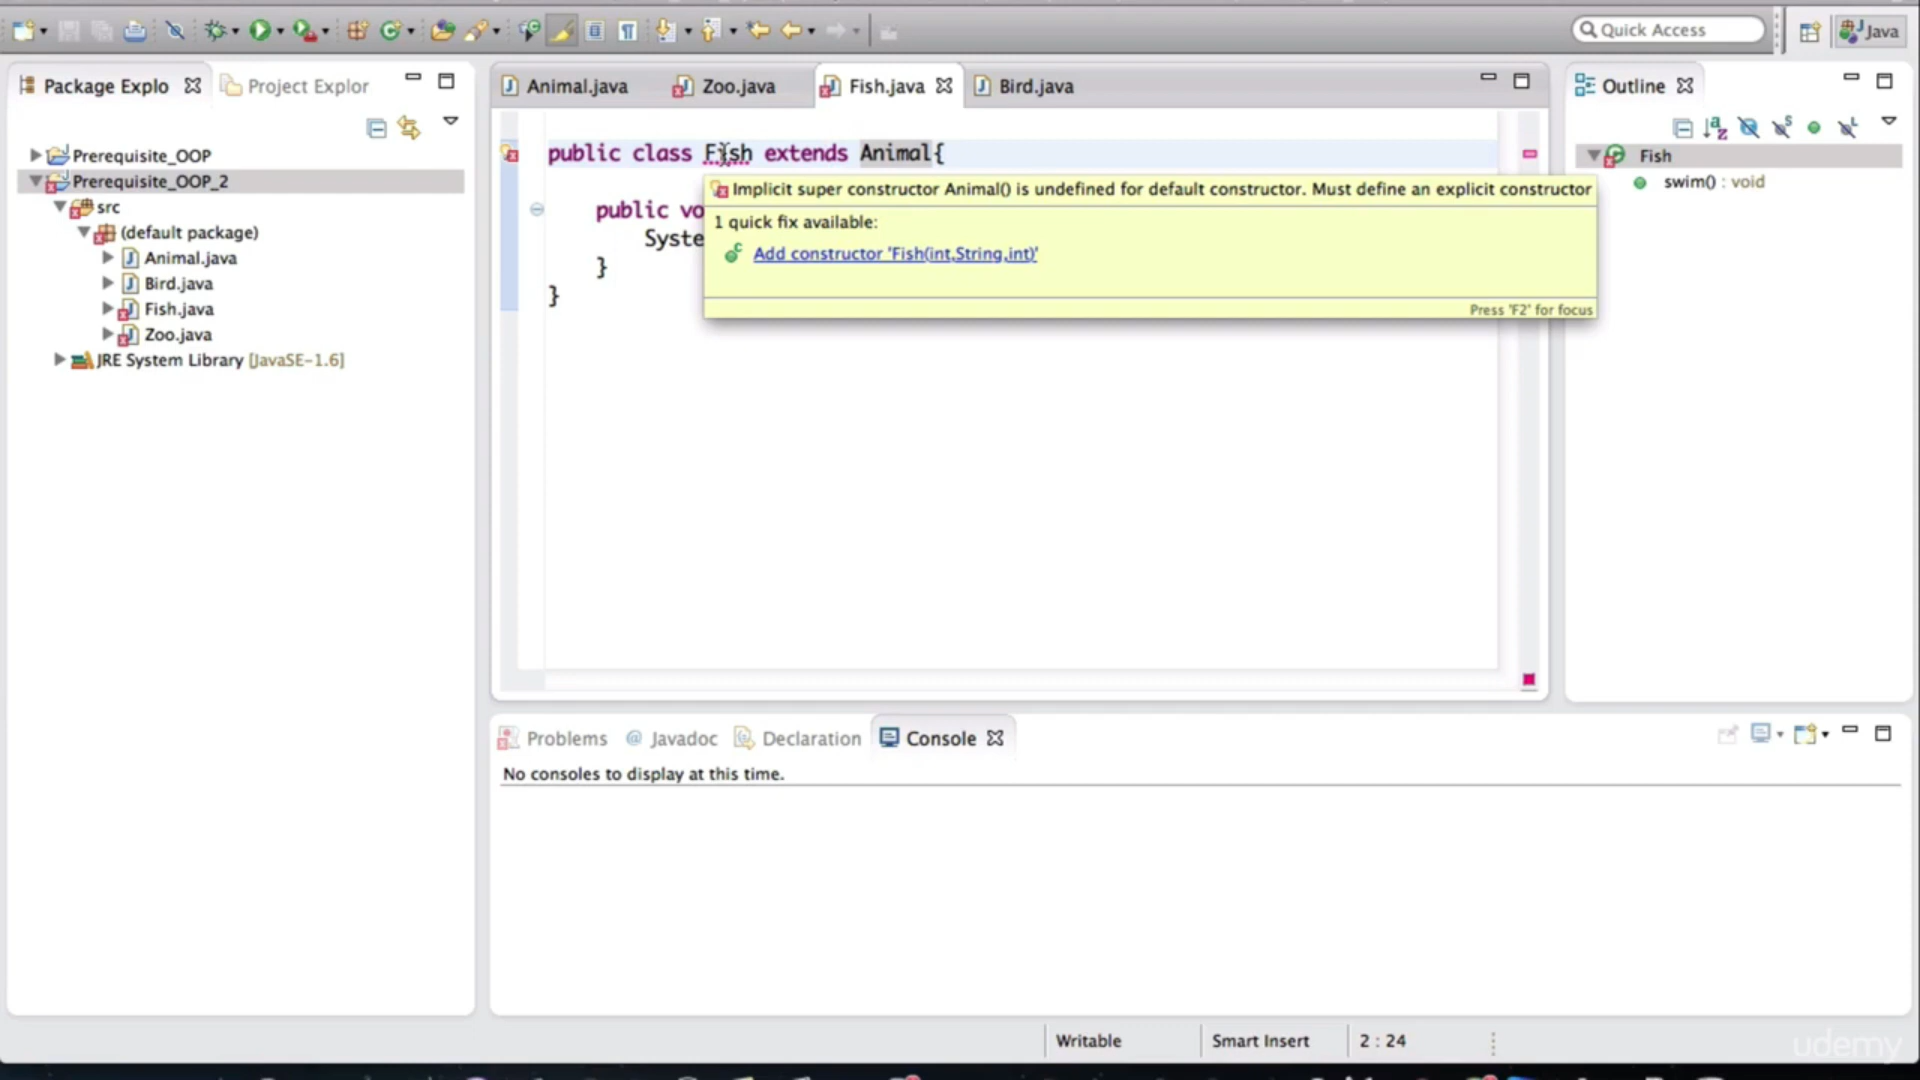 Quick Access
Java
Package Explo
Project Explor
Prerequisite_OOP
Prerequisite_OOP_2
src
(default package)
Animal.java
Bird.java
Fish.java
Zoo.java
JRE System Library [JavaSE-1.6]
Animal.java
Zoo.java
Fish.java
Bird.java
public class Fish extends Animal{
public vo
Syste
}
}
Implicit super constructor Animal() is undefined for default constructor. Must define an explicit constructor
1 quick fix available:
Add constructor 'Fish(int,String,int)'
Press 'F2' for focus
Outline
Fish
swim() : void
Problems
@ Javadoc
Declaration
Console
No consoles to display at this time.
Writable
Smart Insert
2 : 24
udemy